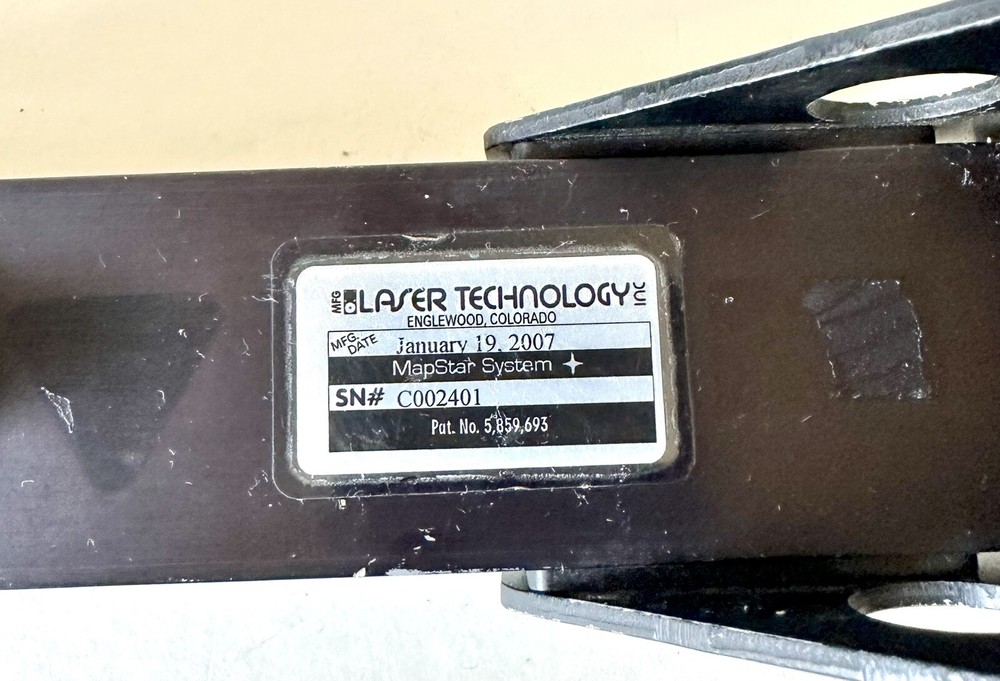 MFG LASER TECHNOLOGY INC
ENGLEWOOD, COLORADO
MFG. DATE January 19, 2007
MapStar System
SN# C002401
Pat. No. 5,859,693